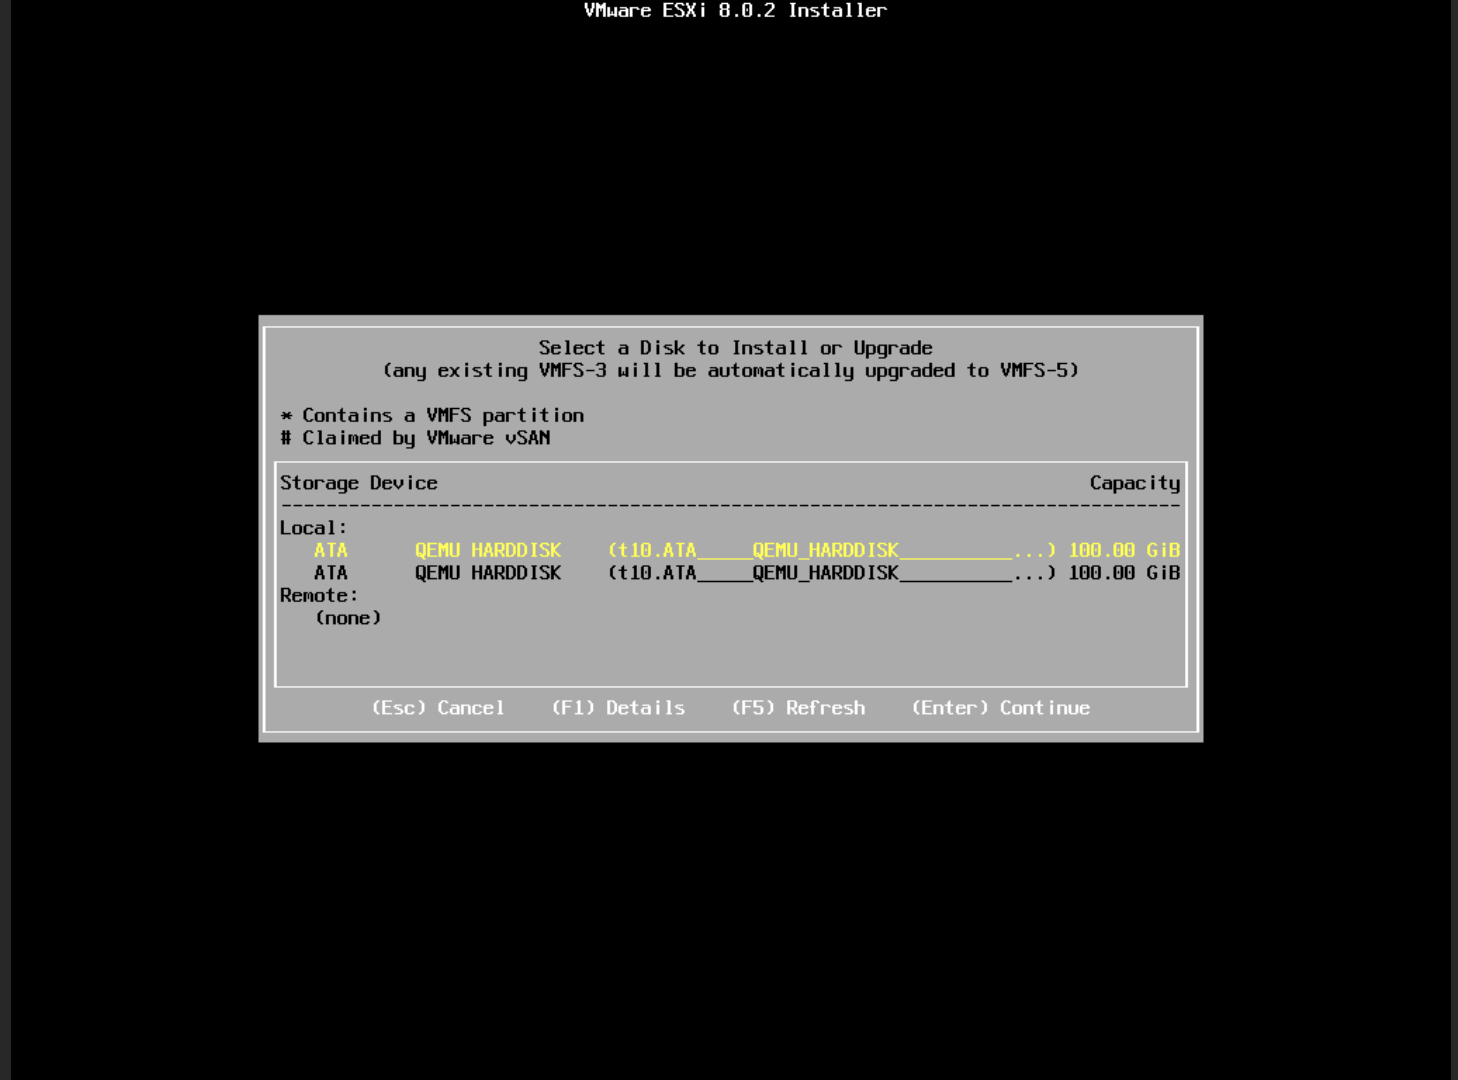 VMware ESXi 8.0.2 Installer
Select a Disk to Install or Upgrade
(any existing VMFS-3 will be automatically upgraded to VMFS-5)
* Contains a VMFS partition
# Claimed by VMware vSAN
Storage Device Capacity
--------------------------------------------------------------------------------
Local:
ATA QEMU HARDDISK (t10.ATA_____QEMU_HARDDISK__________...) 100.00 GiB
ATA QEMU HARDDISK (t10.ATA_____QEMU_HARDDISK__________...) 100.00 GiB
Remote:
(none)
(Esc) Cancel (F1) Details (F5) Refresh (Enter) Continue